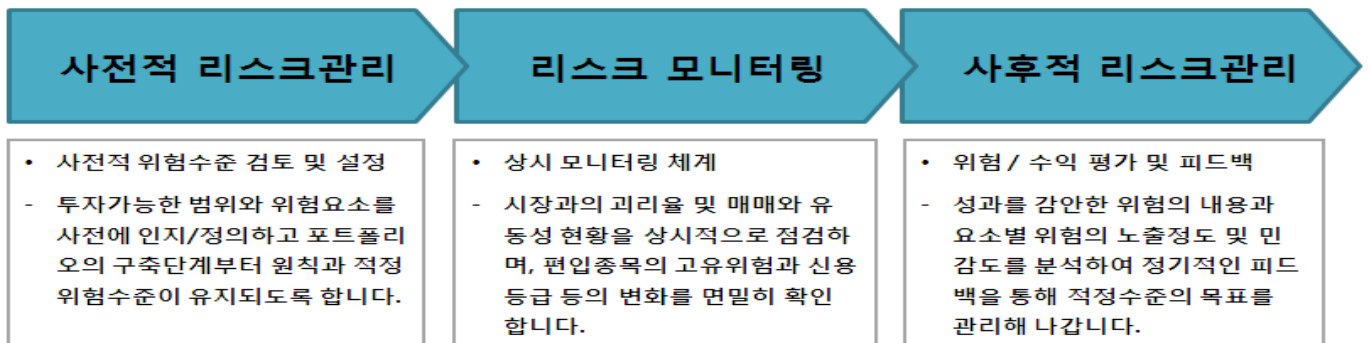 사전적 리스크관리
리스크 모니터링
사후적 리스크관리
• 사전적 위험수준 검토 및 설정
- 투자가능한 범위와 위험요소를
사전에 인지/정의하고 포트폴리
오의 구축단계부터 원칙과 적정
위험수준이 유지되도록 합니다.
• 상시 모니터링 체계
- 시장과의 괴리율 및 매매와 유
동성 현황을 상시적으로 점검하
며, 편입종목의 고유위험과 신용
등급 등의 변화를 면밀히 확인
합니다.
• 위험 / 수익 평가 및 피드백
- 성과를 감안한 위험의 내용과
요소별 위험의 노출정도 및 민
감도를 분석하여 정기적인 피드
백을 통해 적정수준의 목표를
관리해 나갑니다.